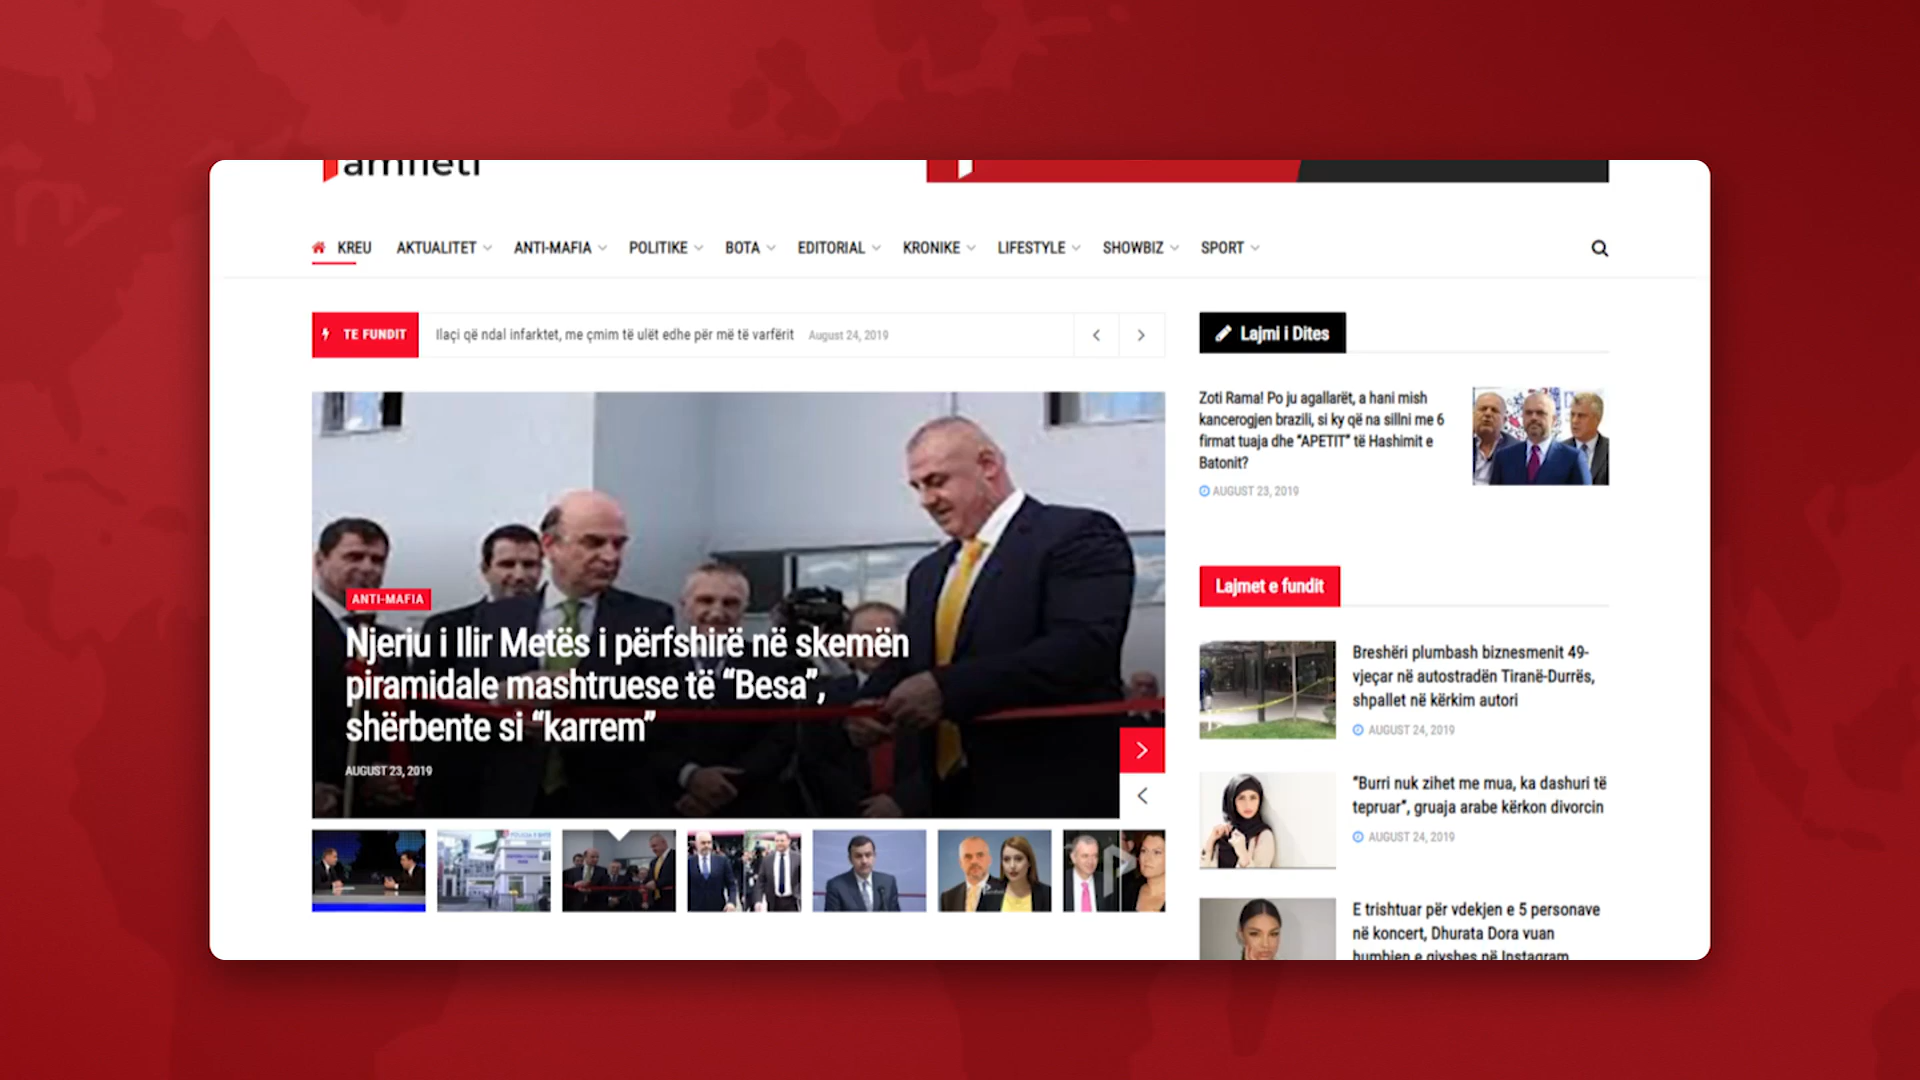 KREU AKTUALITET ANTI-MAFIA POLITIKE BOTA EDITORIAL KRONIKE LIFESTYLE SHOWBIZ SPORT
TE FUNDIT Ilaçi që ndal infarktet, me çmim të ulët edhe për më të varfërit August 24, 2019
ANTI-MAFIA
Njeriu i Ilir Metës i përfshirë në skemën
piramidale mashtruese të “Besa”,
shërbente si “karrem”
AUGUST 23, 2019
Lajmi i Dites
Zoti Rama! Po ju agallarët, a hani mish
kancerogjen brazili, si ky që na sillni me 6
firmat tuaja dhe “APETIT” të Hashimit e
Batonit?
AUGUST 23, 2019
Lajmet e fundit
Breshëri plumbash biznesmenit 49-
vjeçar në autostradën Tiranë-Durrës,
shpallet në kërkim autori
AUGUST 24, 2019
“Burri nuk zihet me mua, ka dashuri të
tepruar”, gruaja arabe kërkon divorcin
AUGUST 24, 2019
E trishtuar për vdekjen e 5 personave
në koncert, Dhurata Dora vuan
humbjen e gjyshes në Instagram